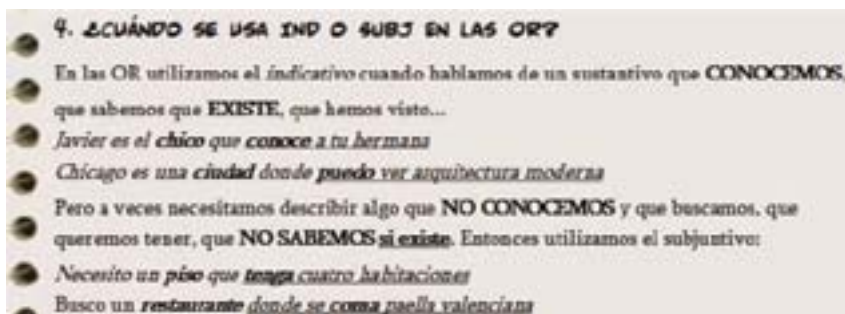 4. ¿CUÁNDO SE USA IND O SUBJ EN LAS OR?
En las OR utilizamos el indicativo cuando hablamos de un sustantivo que CONOCEMOS,
que sabemos que EXISTE, que hemos visto...
Javier es el chico que conoce a tu hermana
Chicago es una ciudad donde puedo ver arquitectura moderna
Pero a veces necesitamos describir algo que NO CONOCEMOS y que buscamos, que
queremos tener, que NO SABEMOS si existe. Entonces utilizamos el subjuntivo:
Necesito un piso que tenga cuatro habitaciones
Busco un restaurante donde se coma paella valenciana